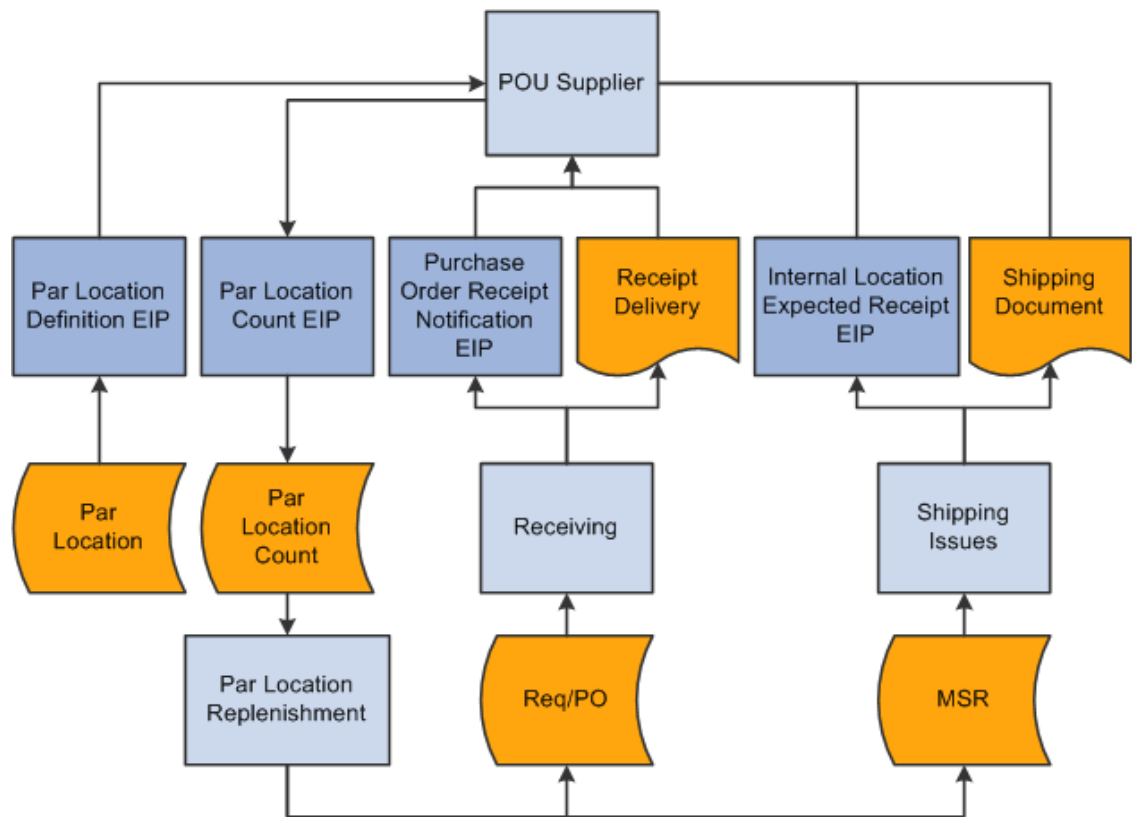 POU Supplier
Par Location
Definition EIP
Par Location
Count EIP
Purchase
Order Receipt
Notification
EIP
Receipt
Delivery
Internal Location
Expected Receipt
EIP
Shipping
Document
Par
Location
Par
Location
Count
Receiving
Shipping
Issues
Par Location
Replenishment
Req/PO
MSR